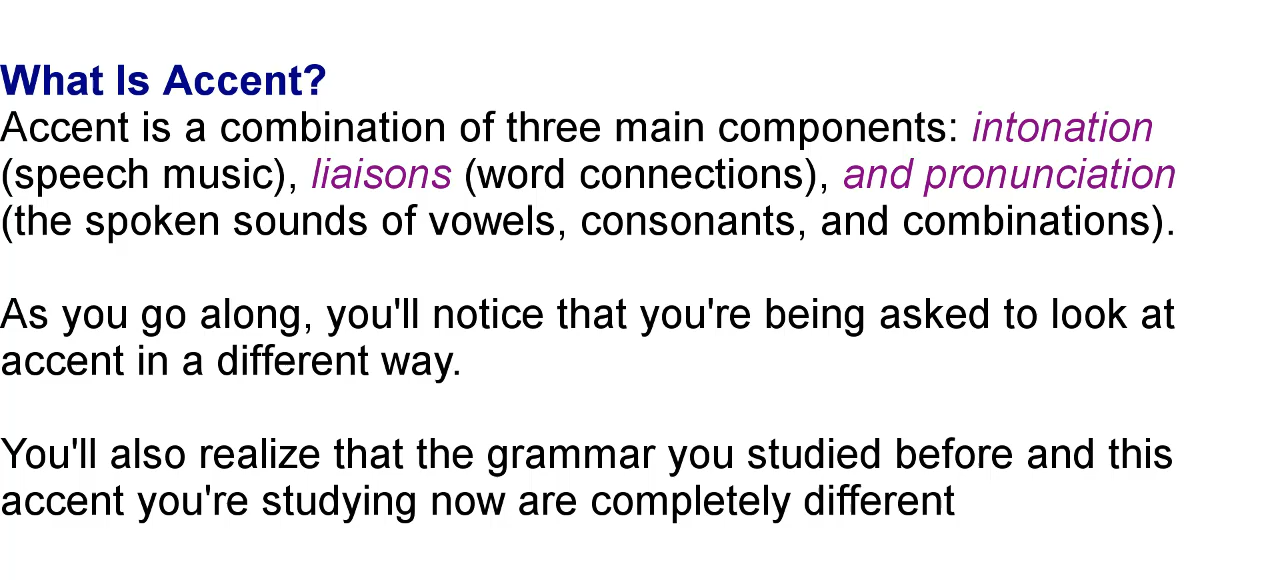 What Is Accent?
Accent is a combination of three main components: intonation
(speech music), liaisons (word connections), and pronunciation
(the spoken sounds of vowels, consonants, and combinations).
As you go along, you'll notice that you're being asked to look at
accent in a different way.
You'll also realize that the grammar you studied before and this
accent you're studying now are completely different